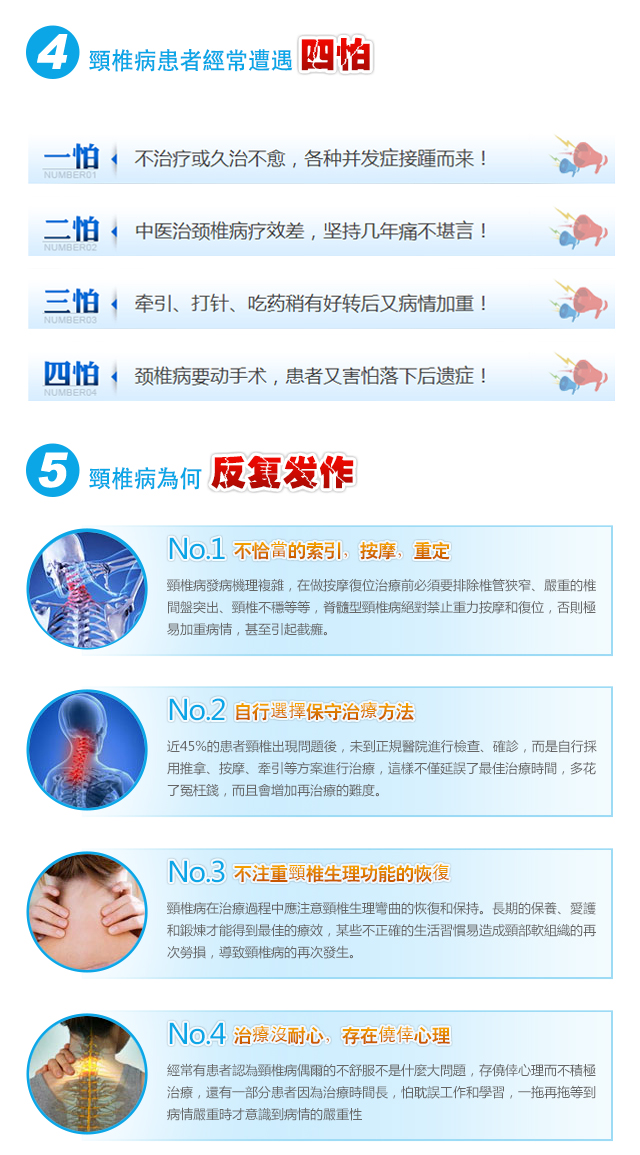 4 頸椎病患者經常遭遇 四怕
一怕 不治疗或久治不愈，各种并发症接踵而来！
NUMBER01
二怕 中医治颈椎病疗效差，坚持几年痛不堪言！
NUMBER02
三怕 牵引、打针、吃药稍有好转后又病情加重！
NUMBER03
四怕 颈椎病要动手术，患者又害怕落下后遗症！
NUMBER04
5 頸椎病為何 反复发作
No.1 不恰當的索引，按摩，重定
頸椎病發病機理複雜，在做按摩復位治療前必須要排除椎管狹窄、嚴重的椎
間盤突出、頸椎不穩等等，脊髓型頸椎病絕對禁止重力按摩和復位，否則極
易加重病情，甚至引起截癱。
No.2 自行選擇保守治療方法
近45%的患者頸椎出現問題後，未到正規醫院進行檢查、確診，而是自行採
用推拿、按摩、牽引等方案進行治療，這樣不僅延誤了最佳治療時間，多花
了冤枉錢，而且會增加再治療的難度。
No.3 不注重頸椎生理功能的恢復
頸椎病在治療過程中應注意頸椎生理彎曲的恢復和保持。長期的保養、愛護
和鍛煉才能得到最佳的療效，某些不正確的生活習慣易造成頸部軟組織的再
次勞損，導致頸椎病的再次發生。
No.4 治療沒耐心，存在僥倖心理
經常有患者認為頸椎病偶爾的不舒服不是什麼大問題，存僥倖心理而不積極
治療，還有一部分患者因為治療時間長，怕耽誤工作和學習，一拖再拖等到
病情嚴重時才意識到病情的嚴重性